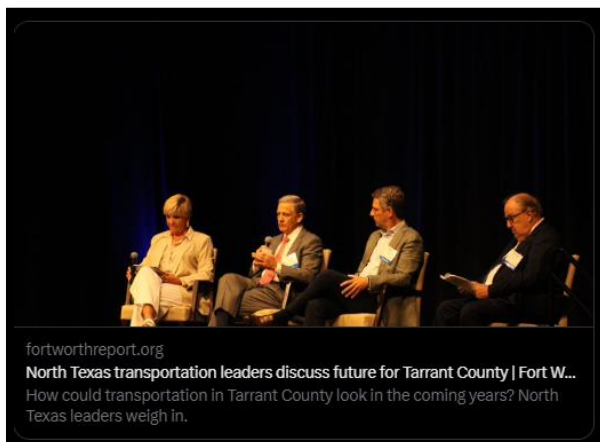 fortworthreport.org
North Texas transportation leaders discuss future for Tarrant County | Fort W...
How could transportation in Tarrant County look in the coming years? North
Texas leaders weigh in.